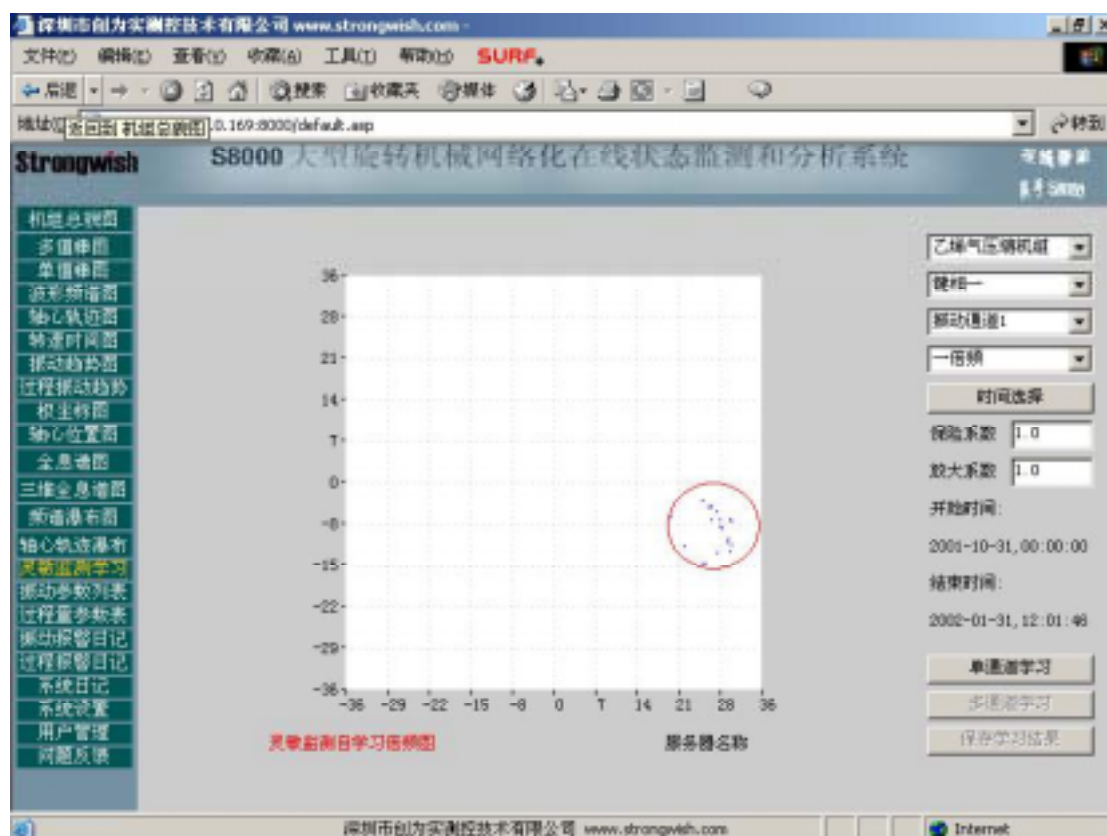 深圳市创为实测控技术有限公司 www.strongwish.com -
文件(F) 编辑(E) 查看(V) 收藏(A) 工具(T) 帮助(H) SURF.
后退 搜索 收藏夹 媒体
地址(D) 返回到 机组总貌图 .0.169:8000/default.asp 转到
Strongwish
S8000 大型旋转机械网络化在线状态监测和分析系统
机组总貌图
多值棒图
单值棒图
波形频谱图
轴心轨迹图
转速时间图
振动趋势图
过程振动趋势
极坐标图
轴心位置图
全息谱图
三维全息谱图
频谱瀑布图
轴心轨迹瀑布
灵敏监测学习
振动参数列表
过程量参数表
振动报警日记
过程报警日记
系统日记
系统设置
用户管理
问题反馈
36
28
21
14
7
0
-8
-15
-22
-29
-36
-36 -29 -22 -15 -8 0 7 14 21 28 36
灵敏监测自学习倍频图 服务器名称
乙烯气压缩机组
键相一
振动通道1
一倍频
时间选择
保险系数 1.0
放大系数 1.0
开始时间:
2001-10-31,00:00:00
结束时间:
2002-01-31,12:01:46
单通道学习
多通道学习
保存学习结果
深圳市创为实测控技术有限公司 www.strongwish.com Internet